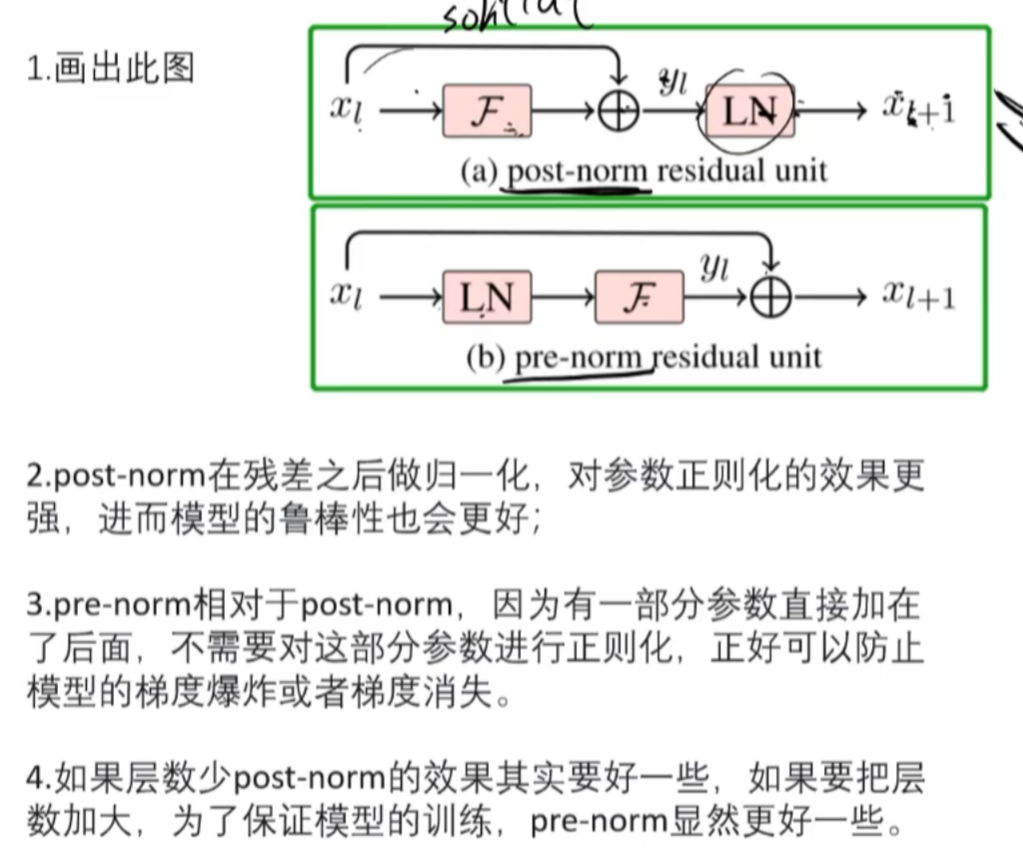 1.画出此图
x_l F ⊕ y_l LN x_{l+1}
(a) post-norm residual unit
x_l LN F y_l ⊕ x_{l+1}
(b) pre-norm residual unit
2.post-norm在残差之后做归一化，对参数正则化的效果更
强，进而模型的鲁棒性也会更好；
3.pre-norm相对于post-norm，因为有一部分参数直接加在
了后面，不需要对这部分参数进行正则化，正好可以防止
模型的梯度爆炸或者梯度消失。
4.如果层数少post-norm的效果其实要好一些，如果要把层
数加大，为了保证模型的训练，pre-norm显然更好一些。